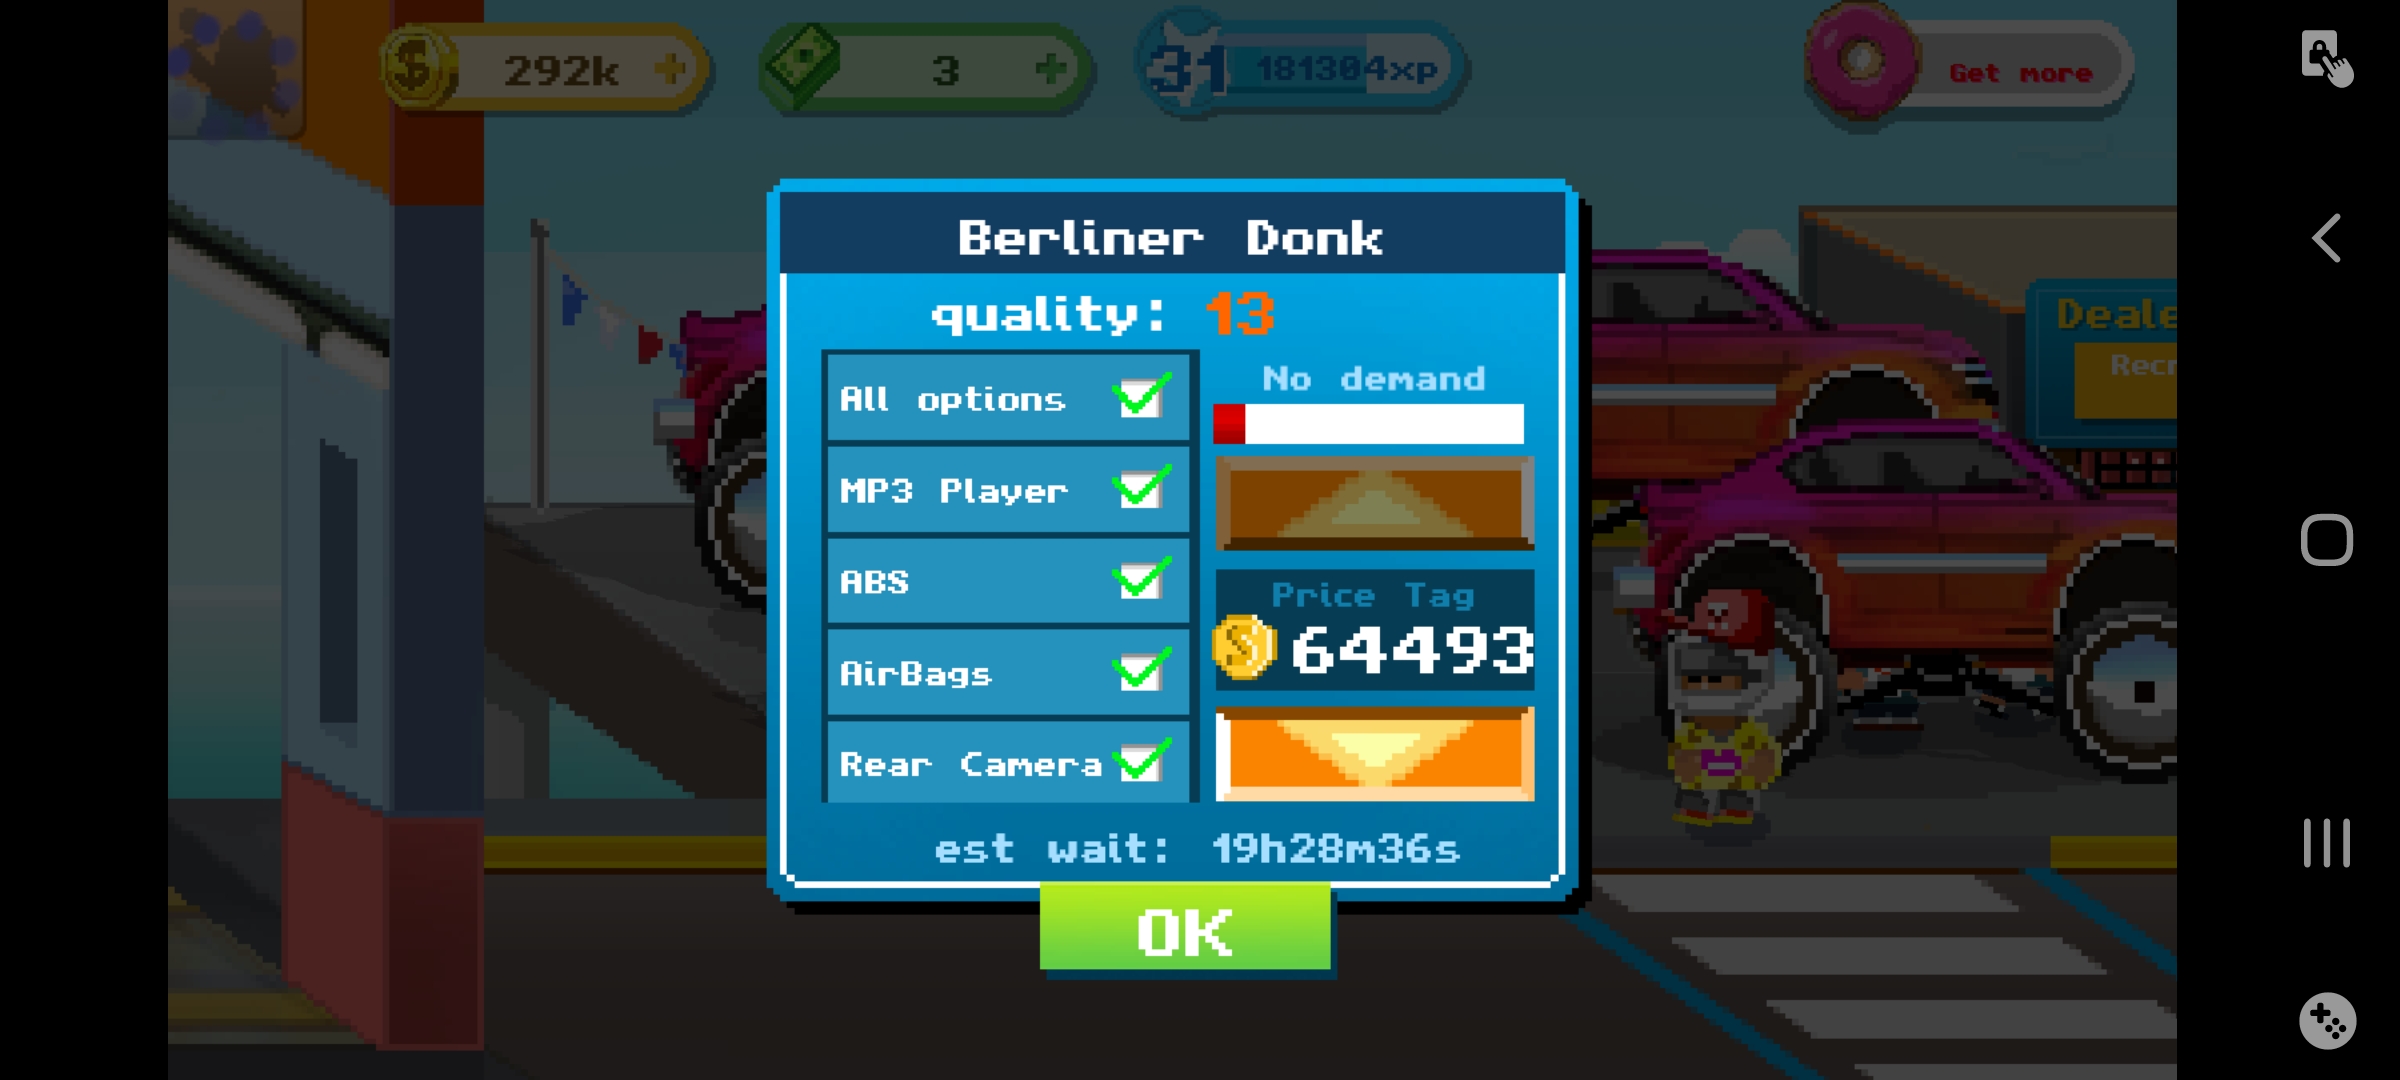 292k
3
31 181304xp
Get more
Berliner Donk
quality: 13
All options
MP3 Player
ABS
AirBags
Rear Camera
No demand
Price Tag
64493
est wait: 19h28m36s
OK
Deale
Recr